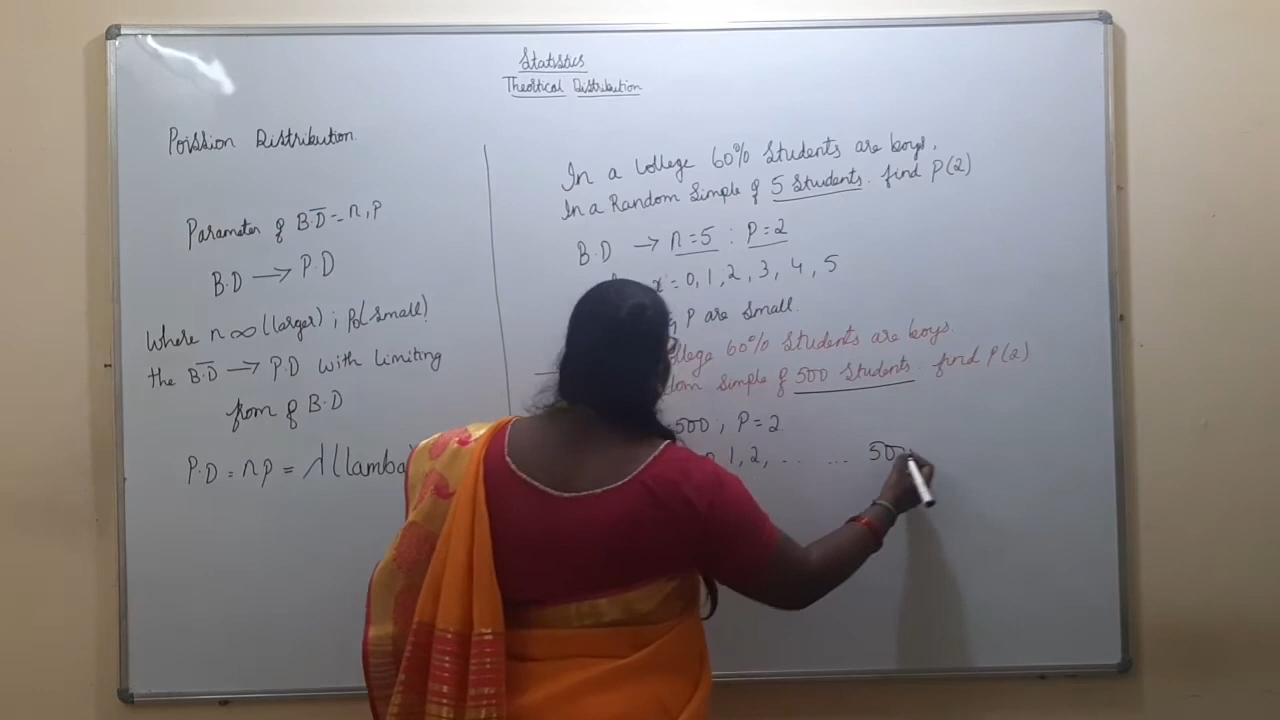 Statistics
Theortical Distribution
Poission Distribution.
Parameter of B.D = n, P
B.D → P.D
Where n ∞ (larger) ; P₀ (small)
the B.D → P.D with limiting
from of B.D
P.D = np = λ (lamba)
In a College 60% Students are boys.
In a Random Simple of 5 Students. find P(2)
B.D → n = 5 : P = 2
x = 0, 1, 2, 3, 4, 5
P are small.
60% Students are boys.
Simple of 500 Students. find P(2)
500 ; P = 2
1, 2, .. ... 500